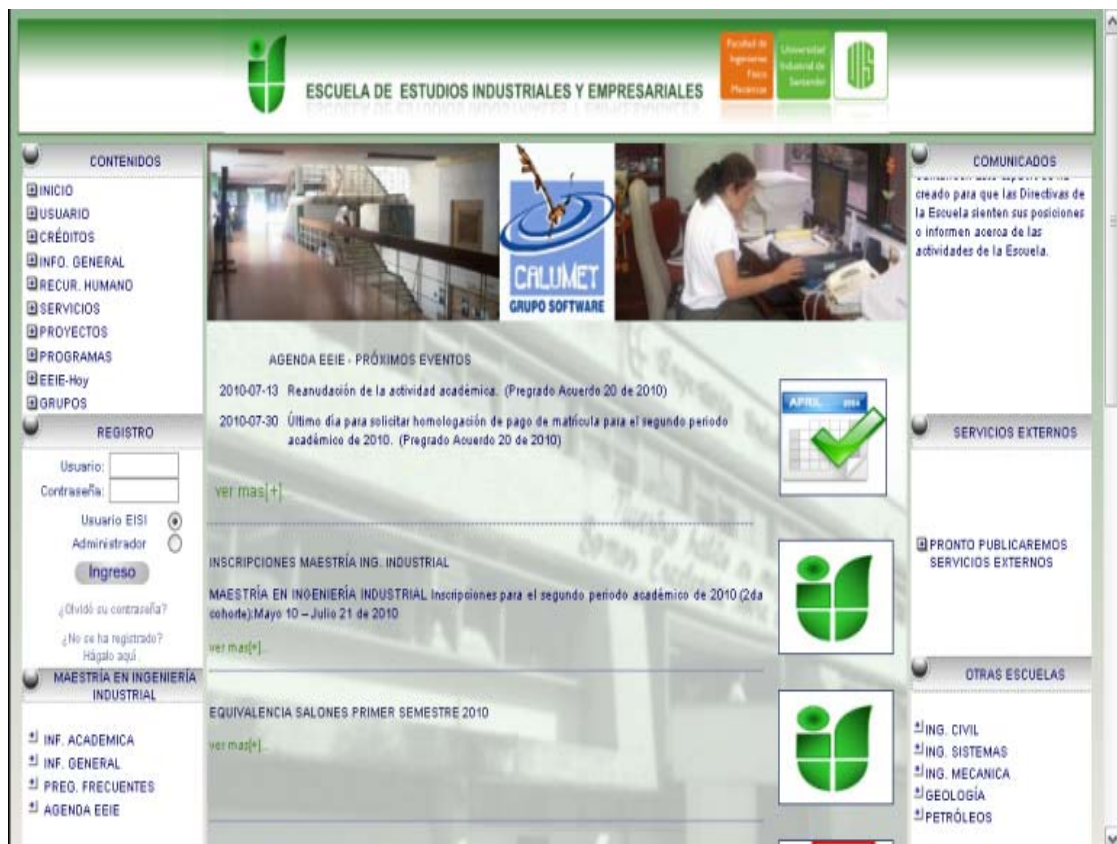 ESCUELA DE ESTUDIOS INDUSTRIALES Y EMPRESARIALES
Facultad de
Ingenierías
Físico
Mecánicas
Universidad
Industrial de
Santander
UIS
CONTENIDOS
INICIO
USUARIO
CRÉDITOS
INFO. GENERAL
RECUR. HUMANO
SERVICIOS
PROYECTOS
PROGRAMAS
EEIE-Hoy
GRUPOS
REGISTRO
Usuario:
Contraseña:
Usuario EISI
Administrador
Ingreso
¿Olvidó su contraseña?
¿No se ha registrado?
Hágalo aquí
MAESTRÍA EN INGENIERÍA
INDUSTRIAL
INF. ACADEMICA
INF. GENERAL
PREG. FRECUENTES
AGENDA EEIE
CALUMET
GRUPO SOFTWARE
AGENDA EEIE - PRÓXIMOS EVENTOS
2010-07-13 Reanudación de la actividad académica. (Pregrado Acuerdo 20 de 2010)
2010-07-30 Último día para solicitar homologación de pago de matrícula para el segundo periodo
académico de 2010. (Pregrado Acuerdo 20 de 2010)
ver mas[+]
APRIL
INSCRIPCIONES MAESTRÍA ING. INDUSTRIAL
MAESTRÍA EN INGENIERÍA INDUSTRIAL Inscripciones para el segundo periodo académico de 2010 (2da
cohorte):Mayo 10 – Julio 21 de 2010
ver mas[+]...
EQUIVALENCIA SALONES PRIMER SEMESTRE 2010
ver mas[+]...
COMUNICADOS
creado para que las Directivas de
la Escuela sienten sus posiciones
o informen acerca de las
actividades de la Escuela.
SERVICIOS EXTERNOS
PRONTO PUBLICAREMOS
SERVICIOS EXTERNOS
OTRAS ESCUELAS
ING. CIVIL
ING. SISTEMAS
ING. MECANICA
GEOLOGÍA
PETRÓLEOS